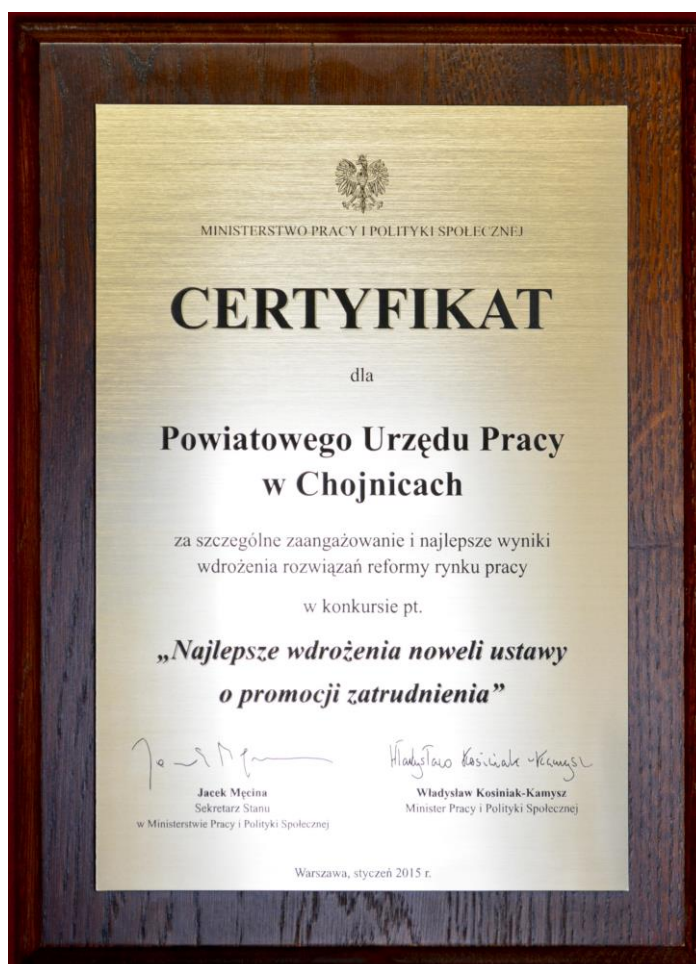 MINISTERSTWO PRACY I POLITYKI SPOŁECZNEJ
CERTYFIKAT
dla
Powiatowego Urzędu Pracy
w Chojnicach
za szczególne zaangażowanie i najlepsze wyniki
wdrożenia rozwiązań reformy rynku pracy
w konkursie pt.
„Najlepsze wdrożenia noweli ustawy
o promocji zatrudnienia”
Władysław Kosiniak-Kamysz
Jacek Męcina
Sekretarz Stanu
w Ministerstwie Pracy i Polityki Społecznej
Władysław Kosiniak-Kamysz
Minister Pracy i Polityki Społecznej
Warszawa, styczeń 2015 r.